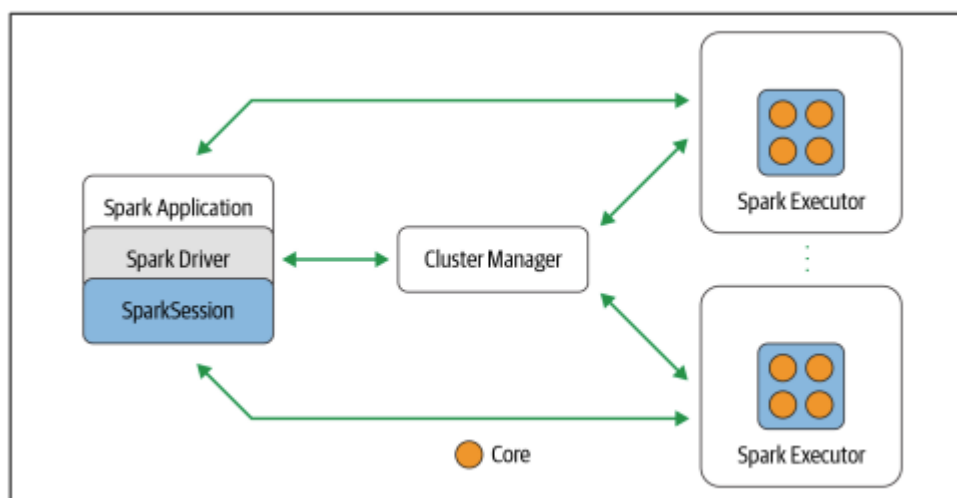 Spark Application
Spark Driver
SparkSession
Cluster Manager
Spark Executor
Spark Executor
Core